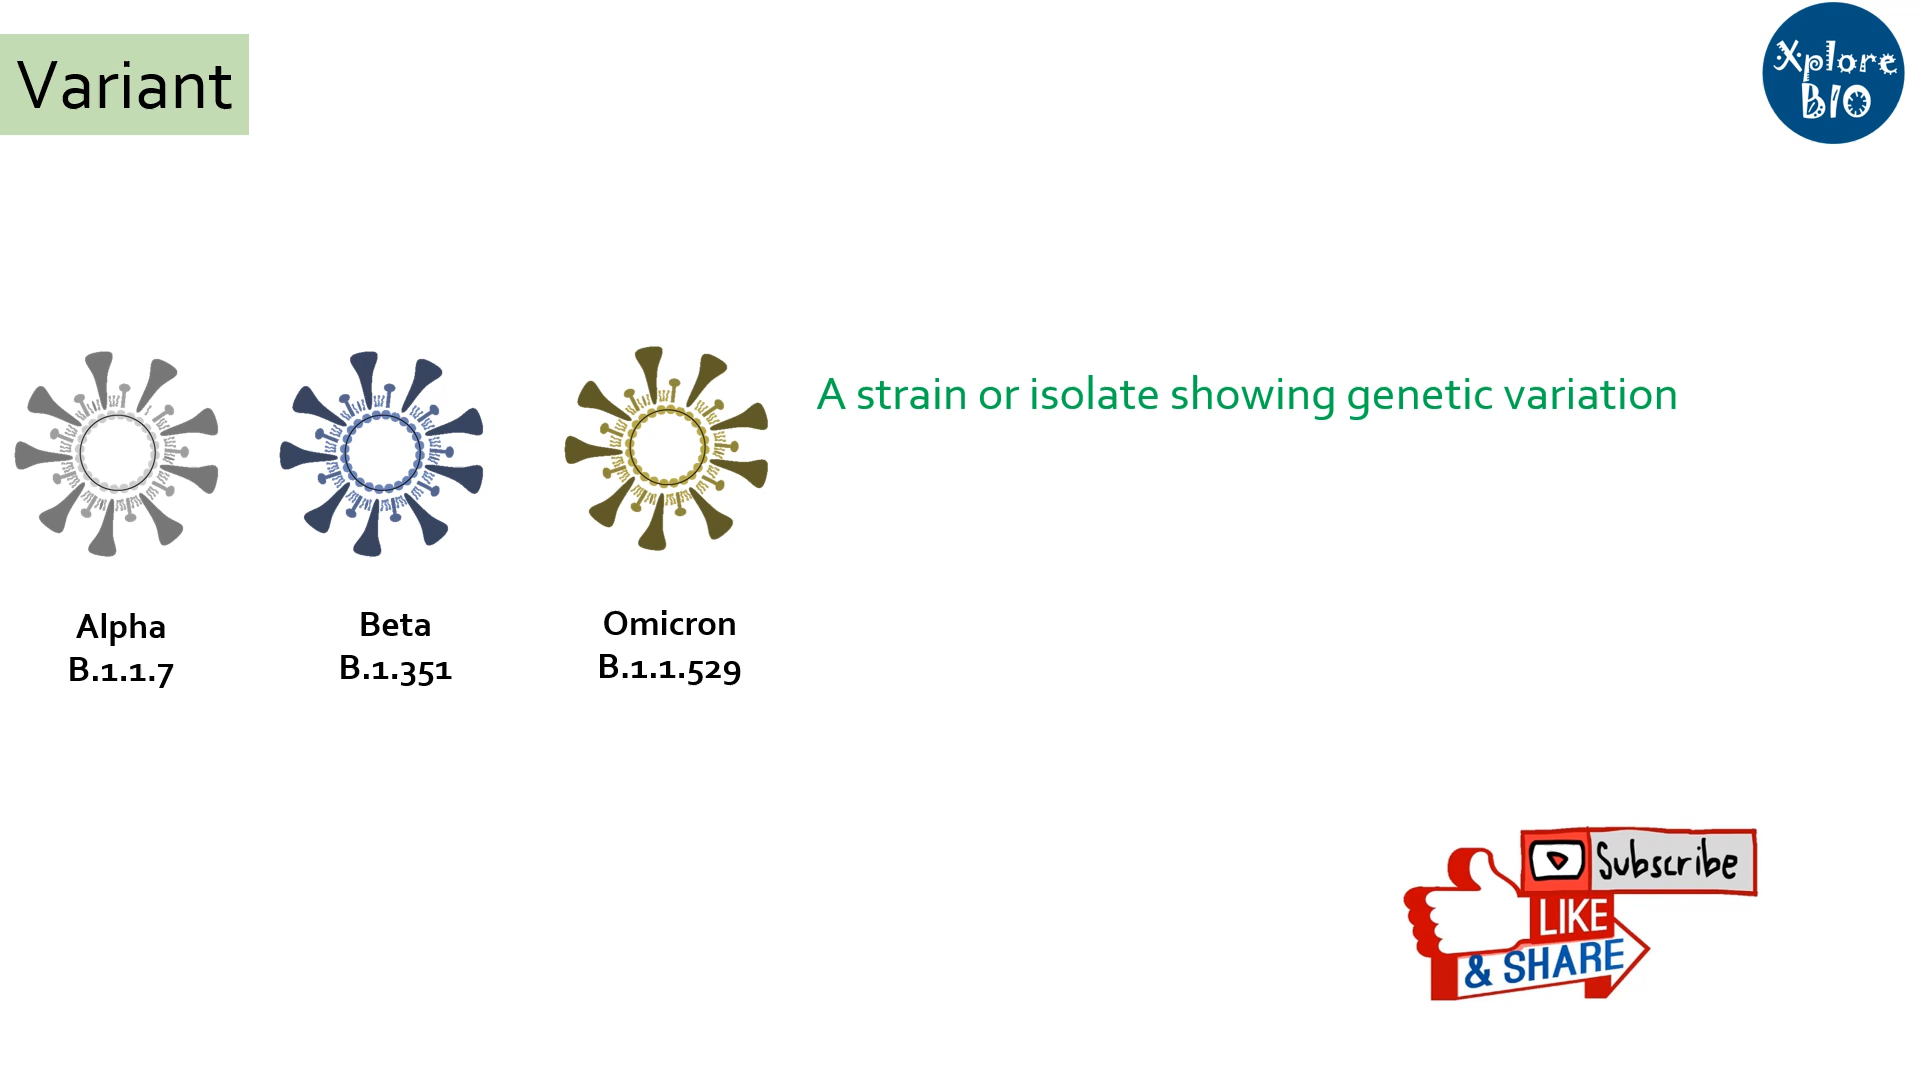 Variant
Xplore
BIO
A strain or isolate showing genetic variation
Alpha
B.1.1.7
Beta
B.1.351
Omicron
B.1.1.529
Subscribe
LIKE
& SHARE